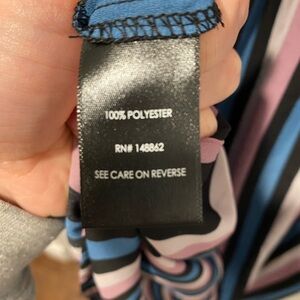 100% POLYESTER
RN# 148862
SEE CARE ON REVERSE